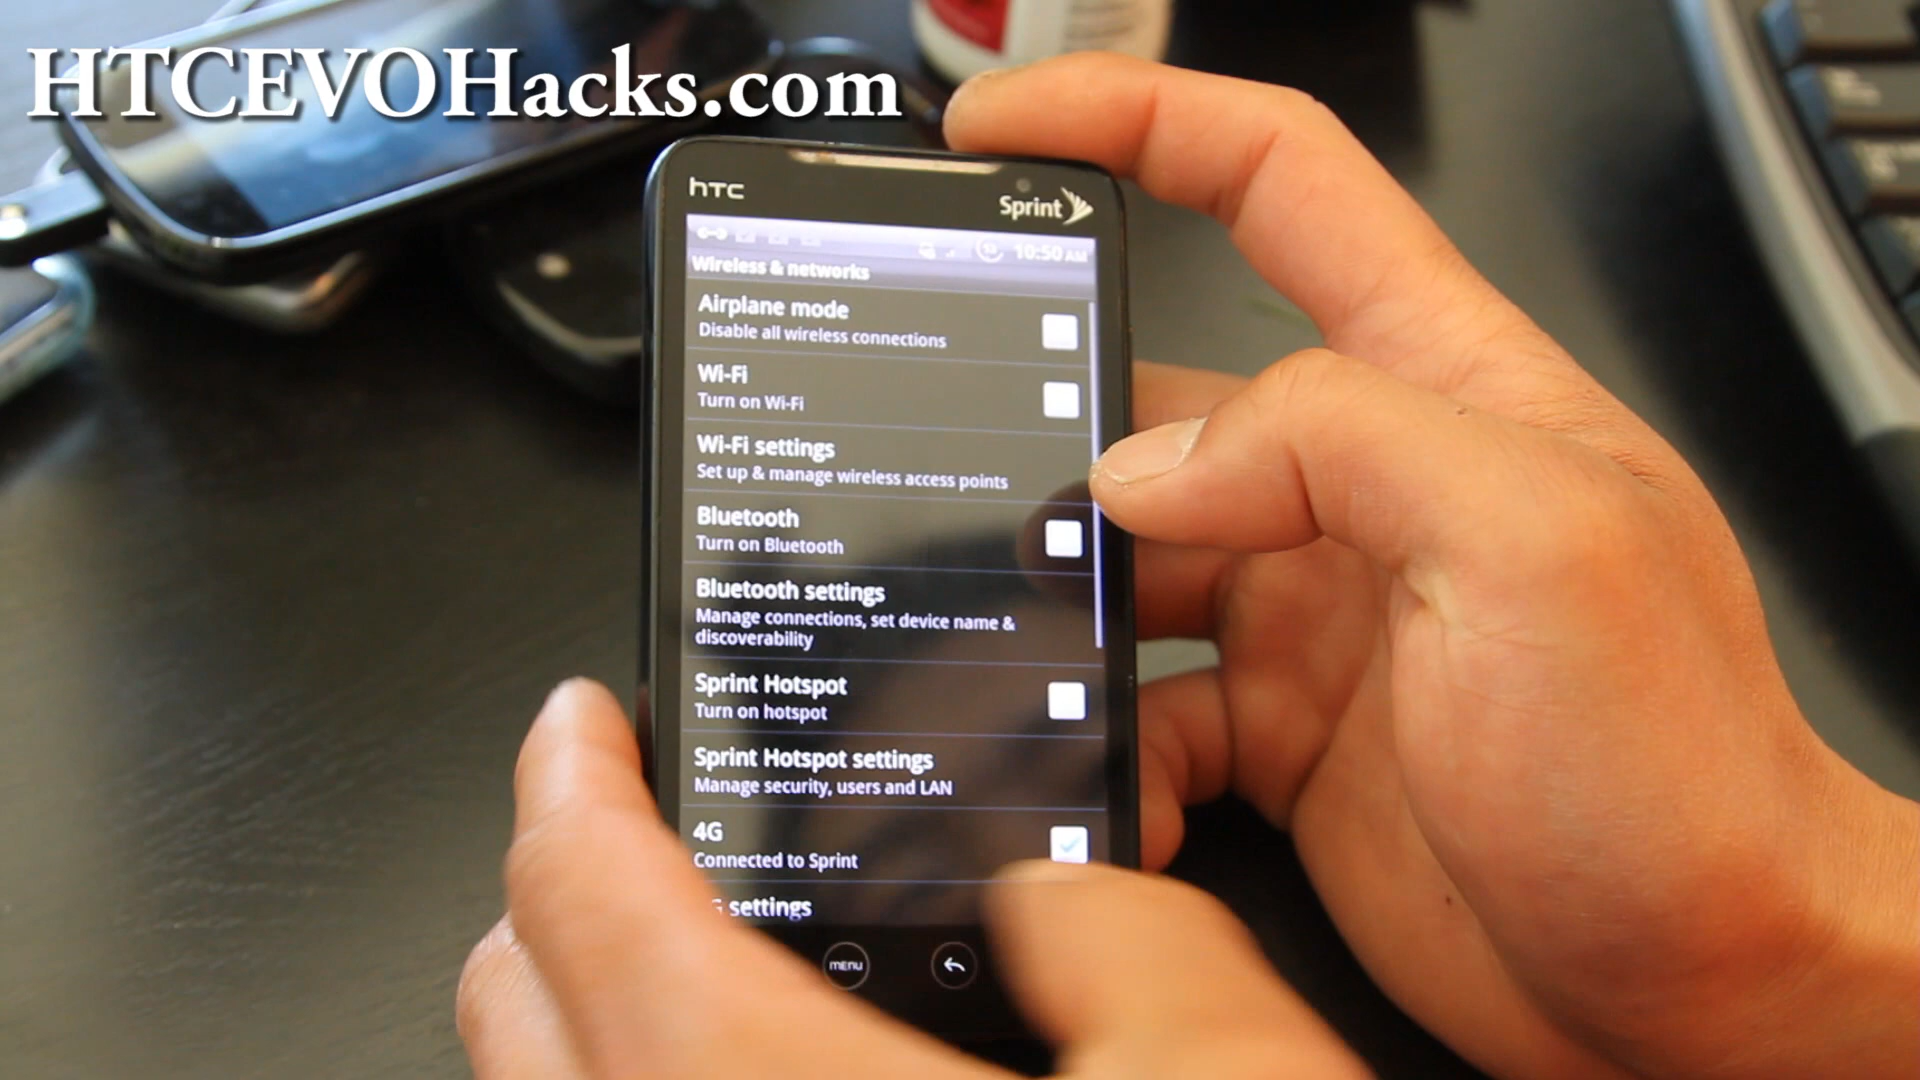 HTCEVOHacks.com
hTC
Sprint
10:50 AM
Wireless & networks
Airplane mode
Disable all wireless connections
Wi-Fi
Turn on Wi-Fi
Wi-Fi settings
Set up & manage wireless access points
Bluetooth
Turn on Bluetooth
Bluetooth settings
Manage connections, set device name &
discoverability
Sprint Hotspot
Turn on hotspot
Sprint Hotspot settings
Manage security, users and LAN
4G
Connected to Sprint
settings
MENU